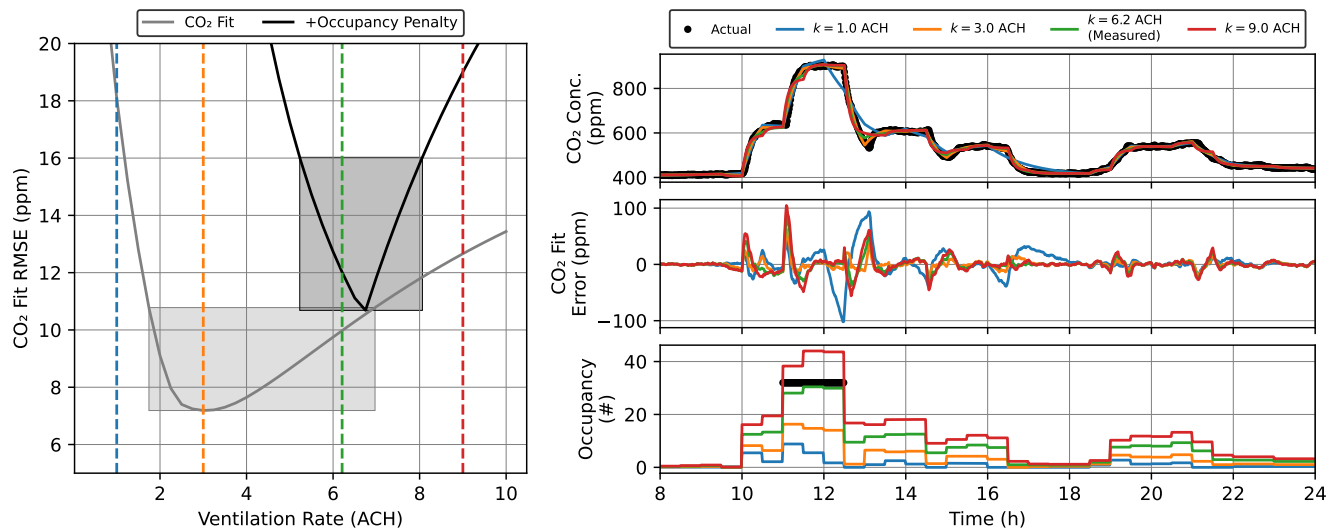 CO₂ Fit
+Occupancy Penalty
20
18
16
14
12
10
8
6
CO₂ Fit RMSE (ppm)
2
4
6
8
10
Ventilation Rate (ACH)
Actual
k = 1.0 ACH
k = 3.0 ACH
k = 6.2 ACH
(Measured)
k = 9.0 ACH
CO₂ Conc.
(ppm)
800
600
400
CO₂ Fit
Error (ppm)
100
0
−100
Occupancy
(#)
40
20
0
8
10
12
14
16
18
20
22
24
Time (h)